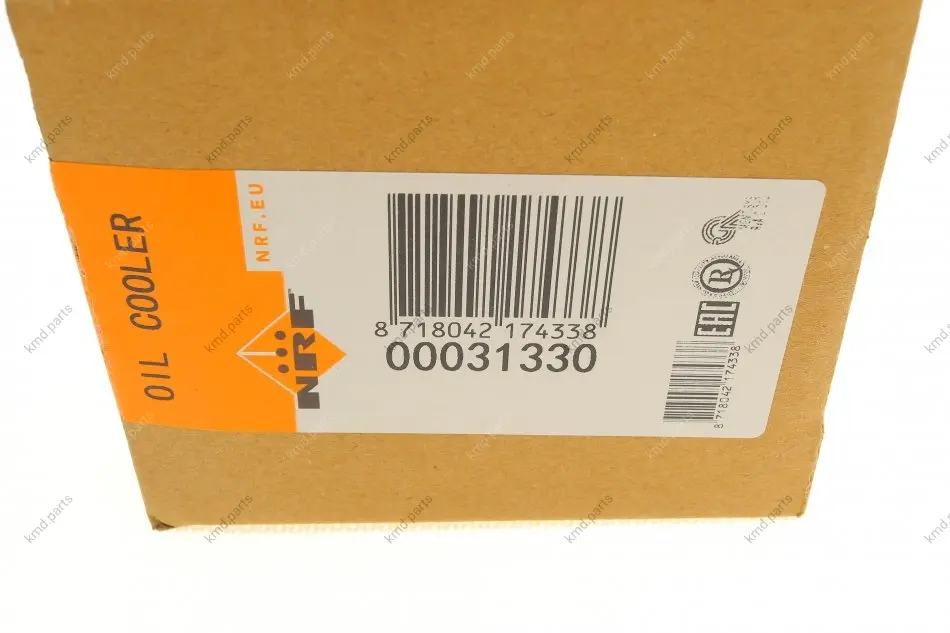 OIL COOLER
NRF.EU
NRF
8 718042 174338
00031330
EAC
8 718042 174338
kmd.parts